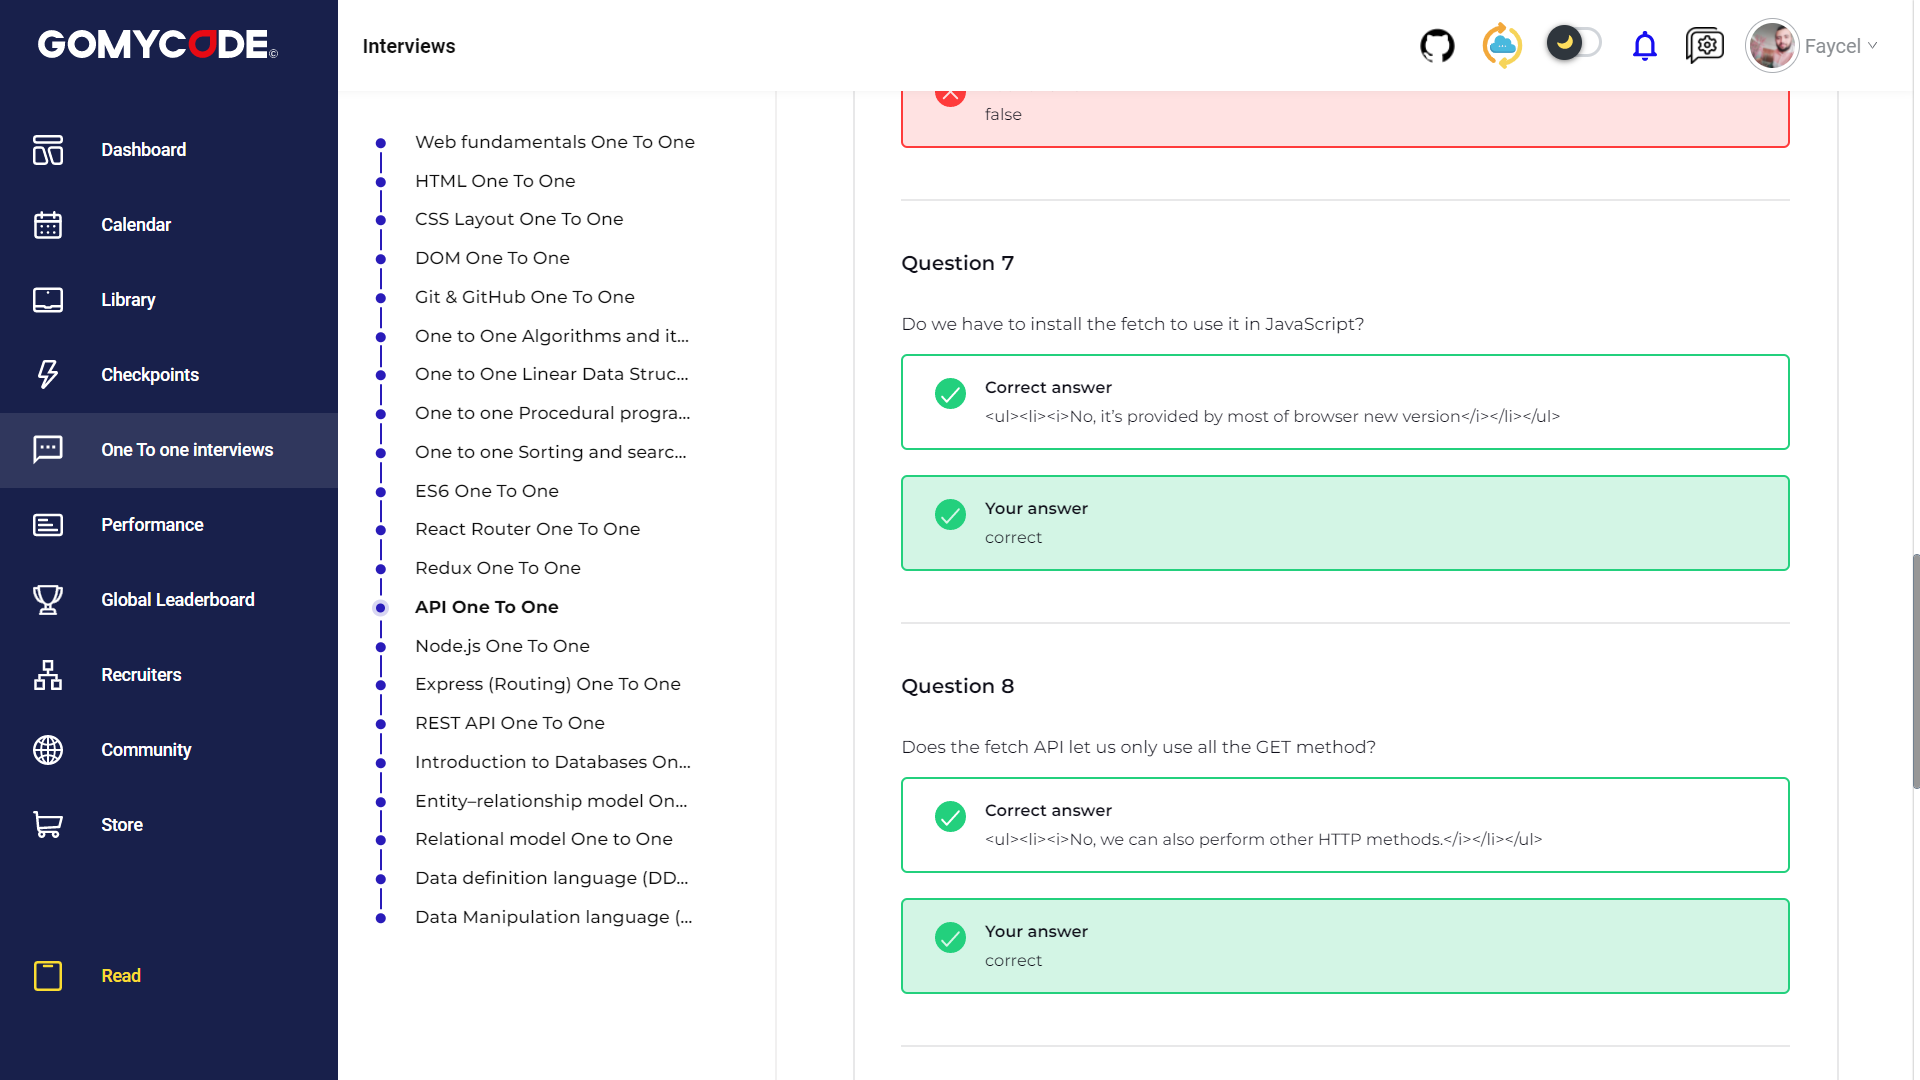 GOMYCODE©
Interviews
Faycel
Dashboard
Calendar
Library
Checkpoints
One To one interviews
Performance
Global Leaderboard
Recruiters
Community
Store
Read
Web fundamentals One To One
HTML One To One
CSS Layout One To One
DOM One To One
Git & GitHub One To One
One to One Algorithms and it...
One to One Linear Data Struc...
One to one Procedural progra...
One to one Sorting and searc...
ES6 One To One
React Router One To One
Redux One To One
API One To One
Node.js One To One
Express (Routing) One To One
REST API One To One
Introduction to Databases On...
Entity–relationship model On...
Relational model One to One
Data definition language (DD...
Data Manipulation language (...
false
Question 7
Do we have to install the fetch to use it in JavaScript?
Correct answer
<ul><li><i>No, it’s provided by most of browser new version</i></li></ul>
Your answer
correct
Question 8
Does the fetch API let us only use all the GET method?
Correct answer
<ul><li><i>No, we can also perform other HTTP methods.</i></li></ul>
Your answer
correct